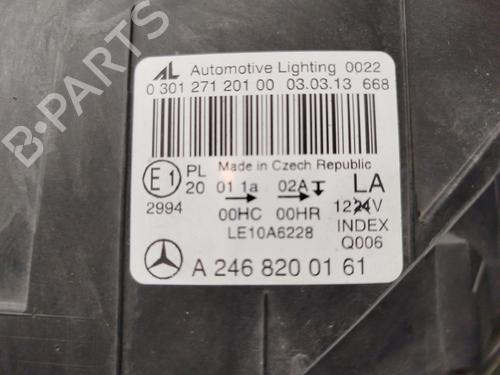 AL Automotive Lighting 0022
0 301 271 201 00 03.03.13 668
Made in Czech Republic
E1 PL 01 1a 02A LA
20
2994 00HC 00HR 12 24V
LE10A6228 INDEX
Q006
A 246 820 01 61
B-PARTS